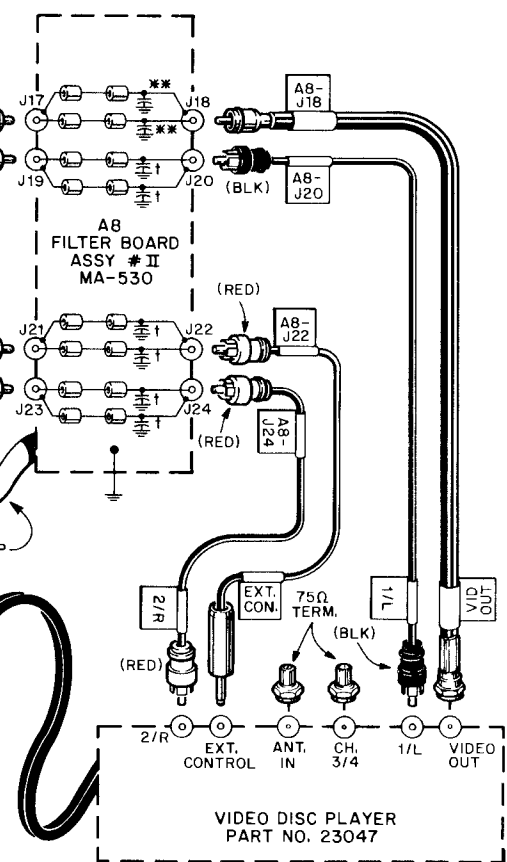 **
J17
J18
**
J19
†
J20
†
A8
FILTER BOARD
ASSY # II
MA-530
A8-
J18
(BLK)
A8-
J20
(RED)
J21
†
J22
†
A8-
J22
J23
†
J24
†
(RED)
A8-
J24
2/R
EXT.
CON.
75Ω
TERM.
1/L
VID
OUT
(BLK)
(RED)
2/R
EXT.
CONTROL
ANT.
IN
CH.
3/4
1/L
VIDEO
OUT
VIDEO DISC PLAYER
PART NO. 23047